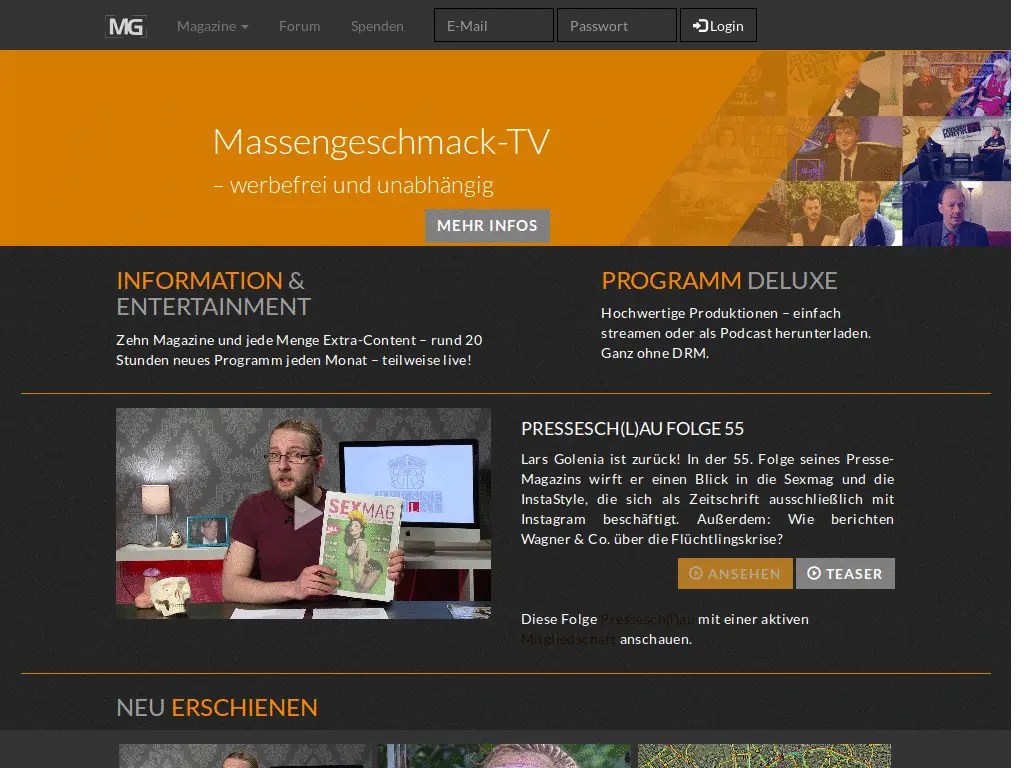 MG Magazine Forum Spenden E-Mail Passwort Login
Massengeschmack-TV
– werbefrei und unabhängig
MEHR INFOS
INFORMATION &
ENTERTAINMENT
Zehn Magazine und jede Menge Extra-Content – rund 20
Stunden neues Programm jeden Monat – teilweise live!
PROGRAMM DELUXE
Hochwertige Produktionen – einfach
streamen oder als Podcast herunterladen.
Ganz ohne DRM.
SEXMAG
PRESSESCH(L)AU FOLGE 55
Lars Golenia ist zurück! In der 55. Folge seines Presse-
Magazins wirft er einen Blick in die Sexmag und die
InstaStyle, die sich als Zeitschrift ausschließlich mit
Instagram beschäftigt. Außerdem: Wie berichten
Wagner & Co. über die Flüchtlingskrise?
ANSEHEN TEASER
Diese Folge Pressesch(l)au mit einer aktiven
Mitgliedschaft anschauen.
NEU ERSCHIENEN